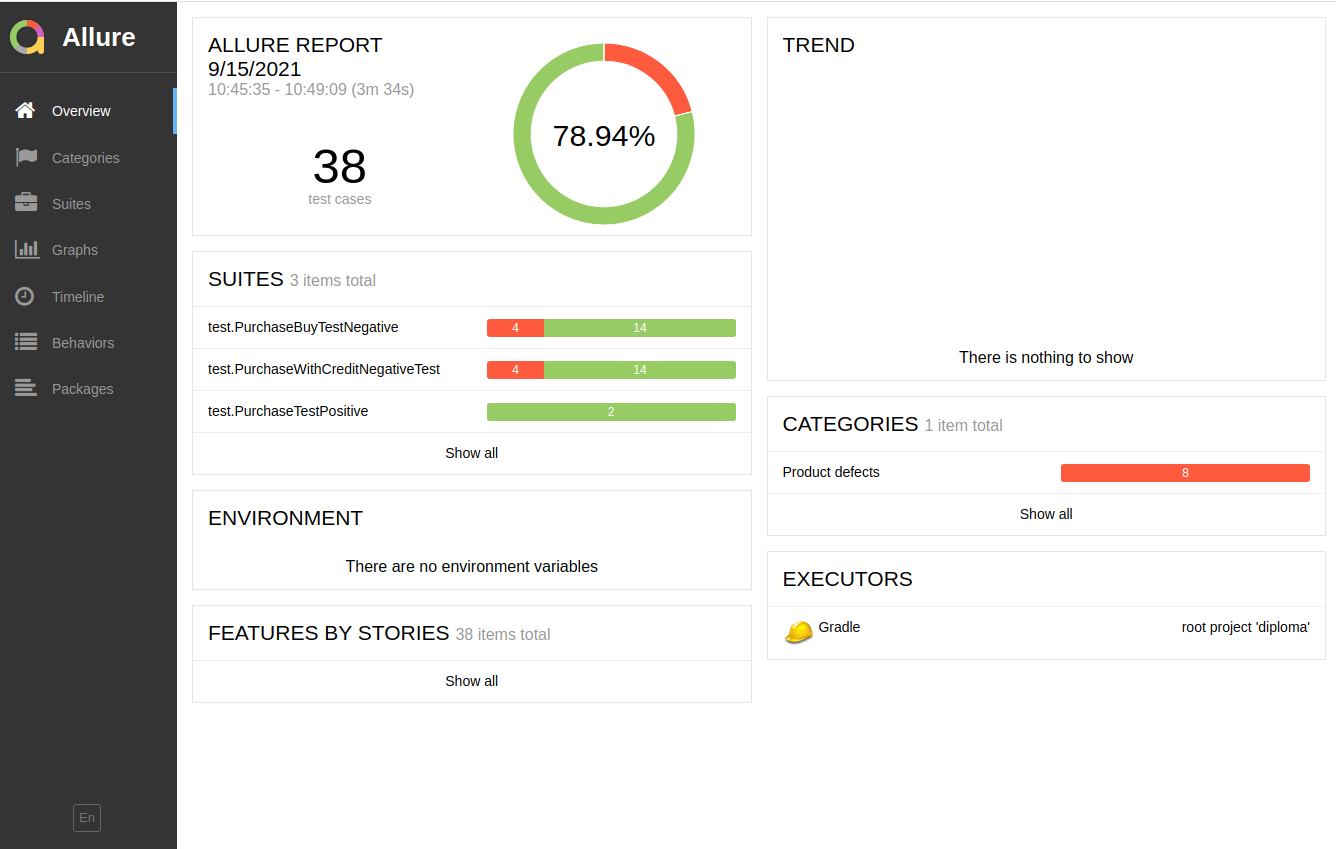 Allure
Overview
Categories
Suites
Graphs
Timeline
Behaviors
Packages
En
ALLURE REPORT
9/15/2021
10:45:35 - 10:49:09 (3m 34s)
38
test cases
78.94%
SUITES 3 items total
test.PurchaseBuyTestNegative 4 14
test.PurchaseWithCreditNegativeTest 4 14
test.PurchaseTestPositive 2
Show all
ENVIRONMENT
There are no environment variables
FEATURES BY STORIES 38 items total
Show all
TREND
There is nothing to show
CATEGORIES 1 item total
Product defects 8
Show all
EXECUTORS
Gradle root project 'diploma'